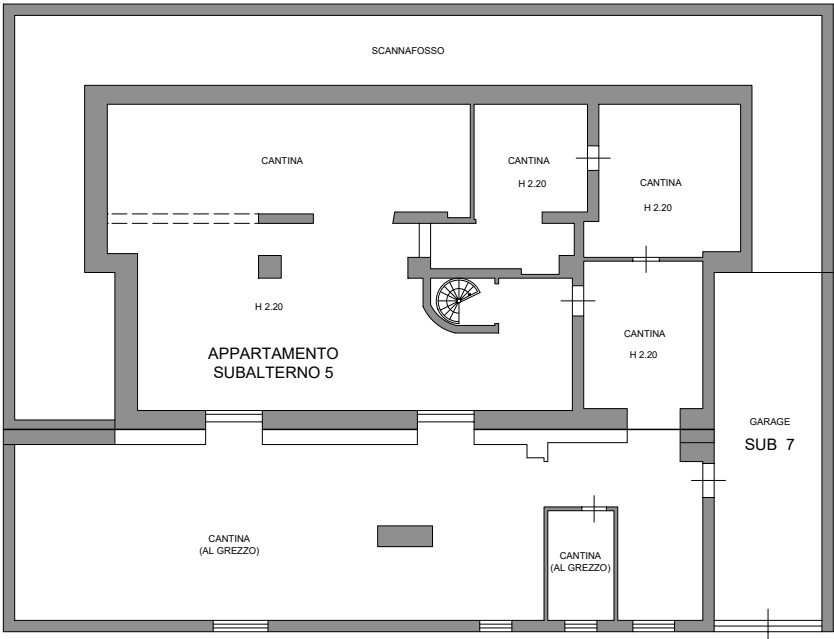 SCANNAFOSSO
CANTINA
CANTINA
H 2.20
CANTINA
H 2.20
H 2.20
CANTINA
H 2.20
APPARTAMENTO
SUBALTERNO 5
GARAGE
SUB 7
CANTINA
(AL GREZZO)
CANTINA
(AL GREZZO)